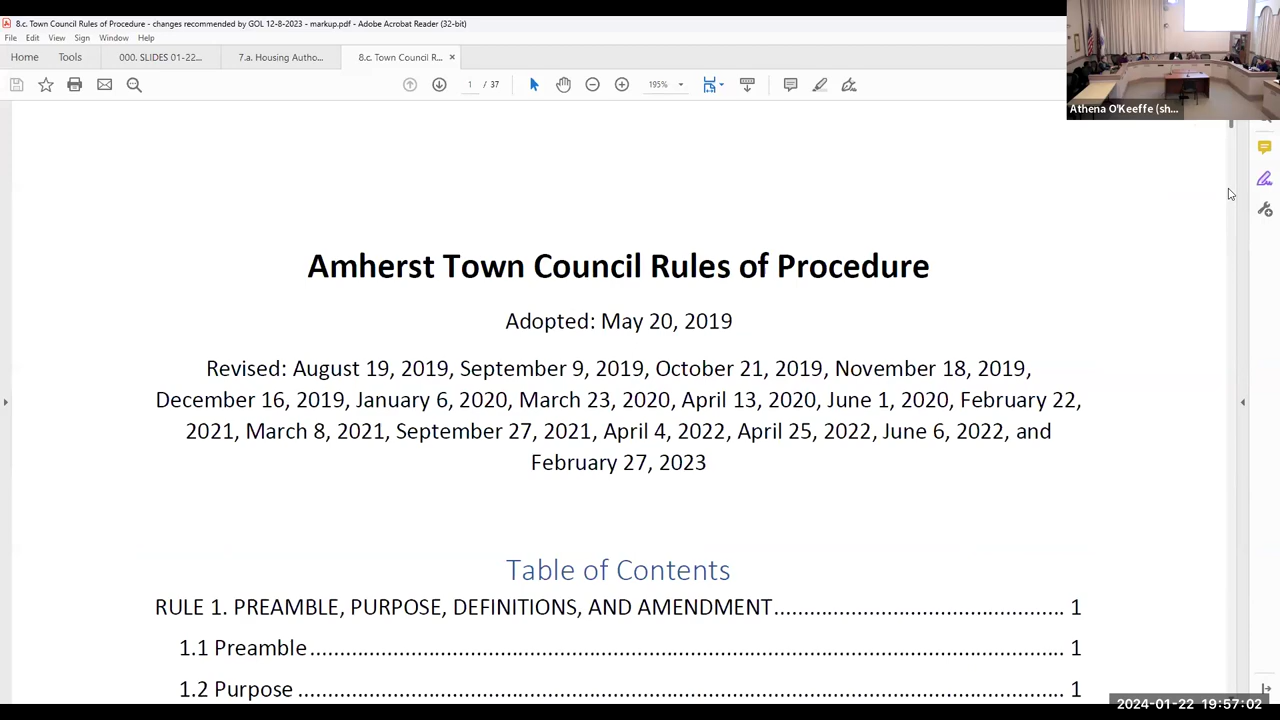 8.c. Town Council Rules of Procedure - changes recommended by GOL 12-8-2023 - markup.pdf - Adobe Acrobat Reader (32-bit)
File Edit View Sign Window Help
Home Tools 000. SLIDES 01-22... 7.a. Housing Autho... 8.c. Town Council R... ×
1 / 37 195%
Athena O'Keeffe (sh...
Amherst Town Council Rules of Procedure
Adopted: May 20, 2019
Revised: August 19, 2019, September 9, 2019, October 21, 2019, November 18, 2019,
December 16, 2019, January 6, 2020, March 23, 2020, April 13, 2020, June 1, 2020, February 22,
2021, March 8, 2021, September 27, 2021, April 4, 2022, April 25, 2022, June 6, 2022, and
February 27, 2023
Table of Contents
RULE 1. PREAMBLE, PURPOSE, DEFINITIONS, AND AMENDMENT.......................................... 1
1.1 Preamble.................................................................................................................. 1
1.2 Purpose .................................................................................................................... 1
2024-01-22 19:57:02